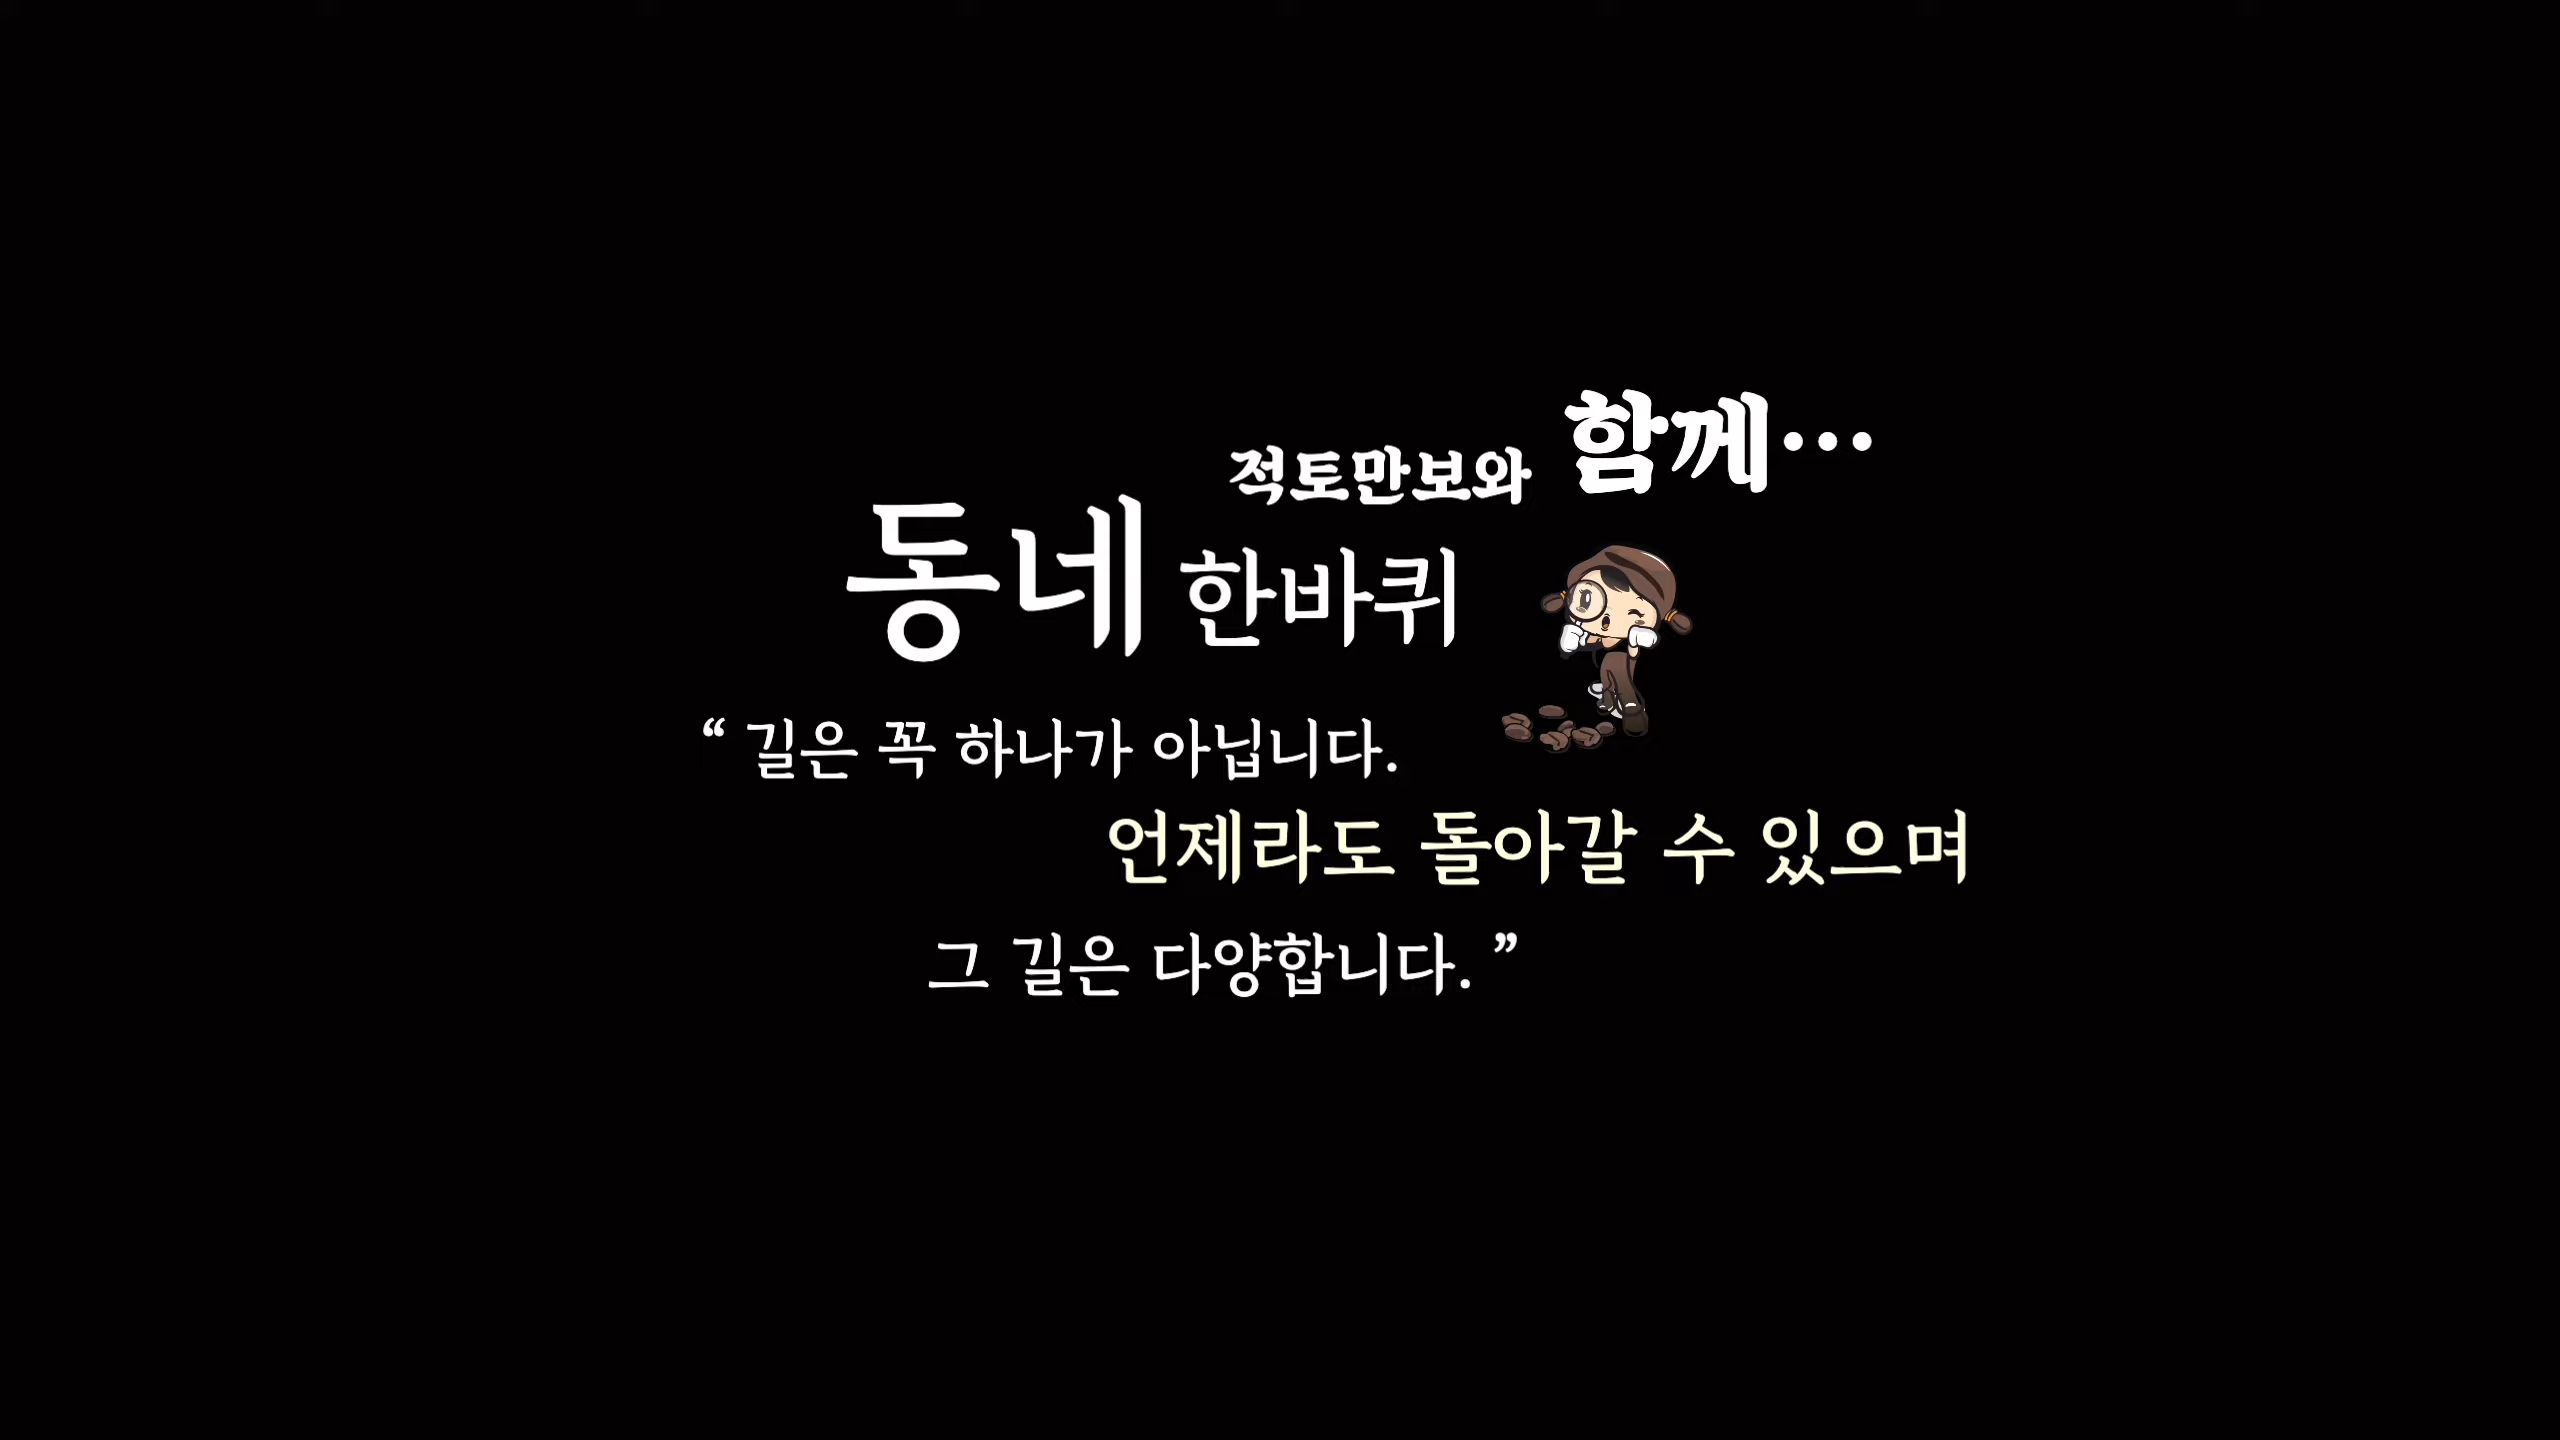 적토만보와 함께…
동네 한바퀴
“ 길은 꼭 하나가 아닙니다.
언제라도 돌아갈 수 있으며
그 길은 다양합니다. ”